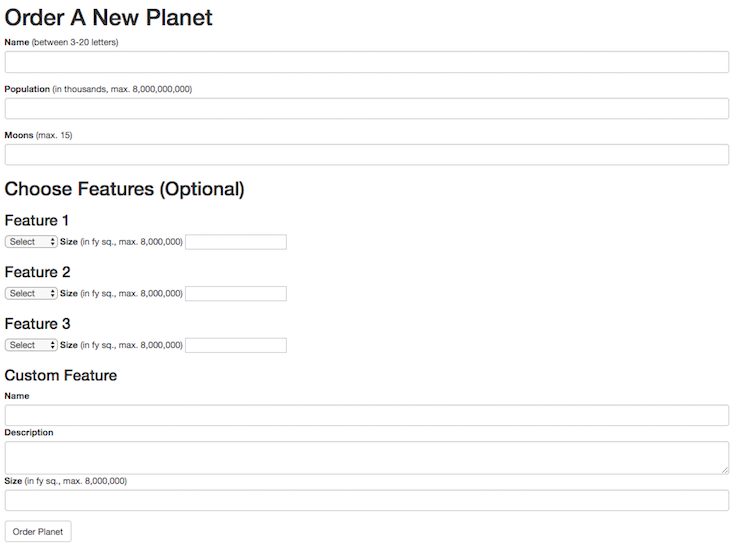 Order A New Planet
Name (between 3-20 letters)
Population (in thousands, max. 8,000,000,000)
Moons (max. 15)
Choose Features (Optional)
Feature 1
Select Size (in fy sq., max. 8,000,000)
Feature 2
Select Size (in fy sq., max. 8,000,000)
Feature 3
Select Size (in fy sq., max. 8,000,000)
Custom Feature
Name
Description
Size (in fy sq., max. 8,000,000)
Order Planet